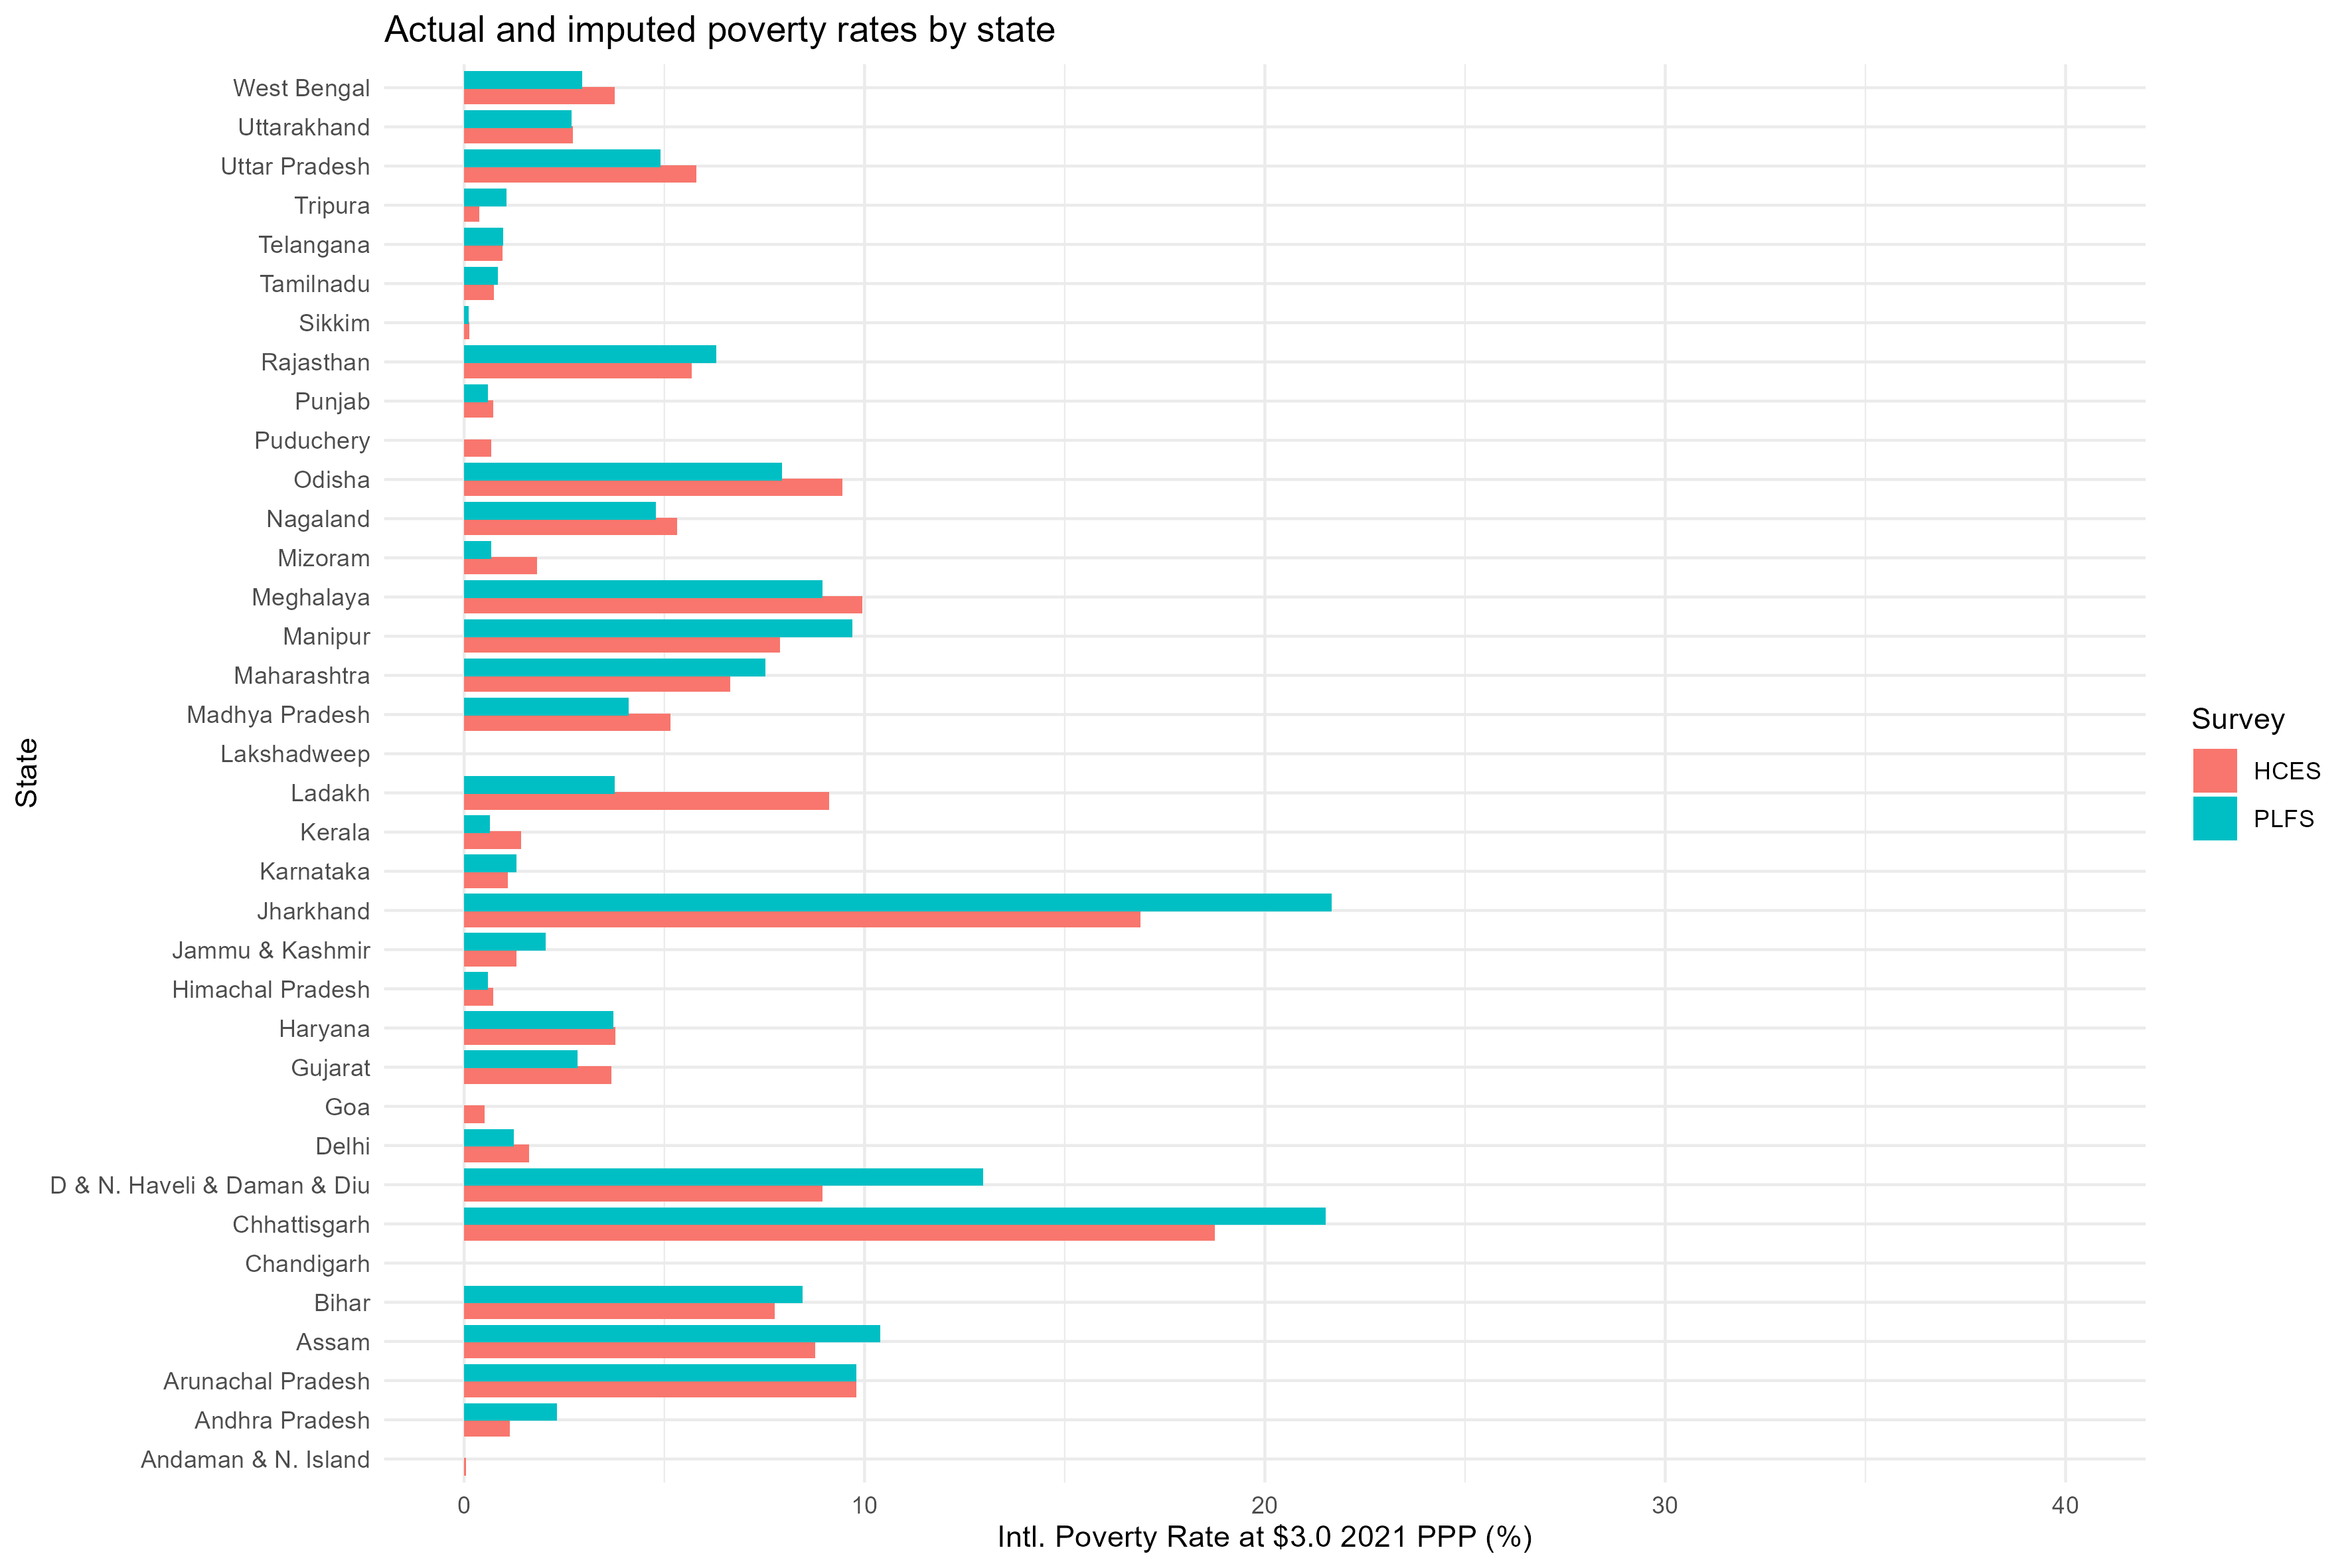 Actual and imputed poverty rates by state
West Bengal
Uttarakhand
Uttar Pradesh
Tripura
Telangana
Tamilnadu
Sikkim
Rajasthan
Punjab
Puduchery
Odisha
Nagaland
Mizoram
Meghalaya
Manipur
Maharashtra
Madhya Pradesh
Lakshadweep
Ladakh
Kerala
Karnataka
Jharkhand
Jammu & Kashmir
Himachal Pradesh
Haryana
Gujarat
Goa
Delhi
D & N. Haveli & Daman & Diu
Chhattisgarh
Chandigarh
Bihar
Assam
Arunachal Pradesh
Andhra Pradesh
Andaman & N. Island
State
0 10 20 30 40
Intl. Poverty Rate at $3.0 2021 PPP (%)
Survey
HCES
PLFS